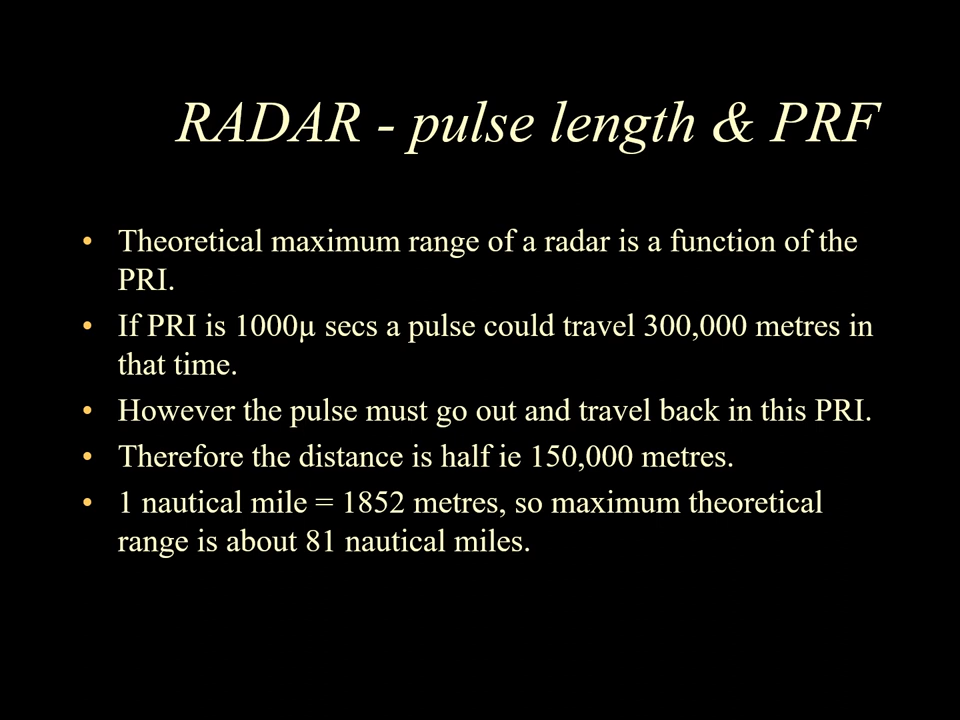 RADAR - pulse length & PRF
• Theoretical maximum range of a radar is a function of the
PRI.
• If PRI is 1000µ secs a pulse could travel 300,000 metres in
that time.
• However the pulse must go out and travel back in this PRI.
• Therefore the distance is half ie 150,000 metres.
• 1 nautical mile = 1852 metres, so maximum theoretical
range is about 81 nautical miles.